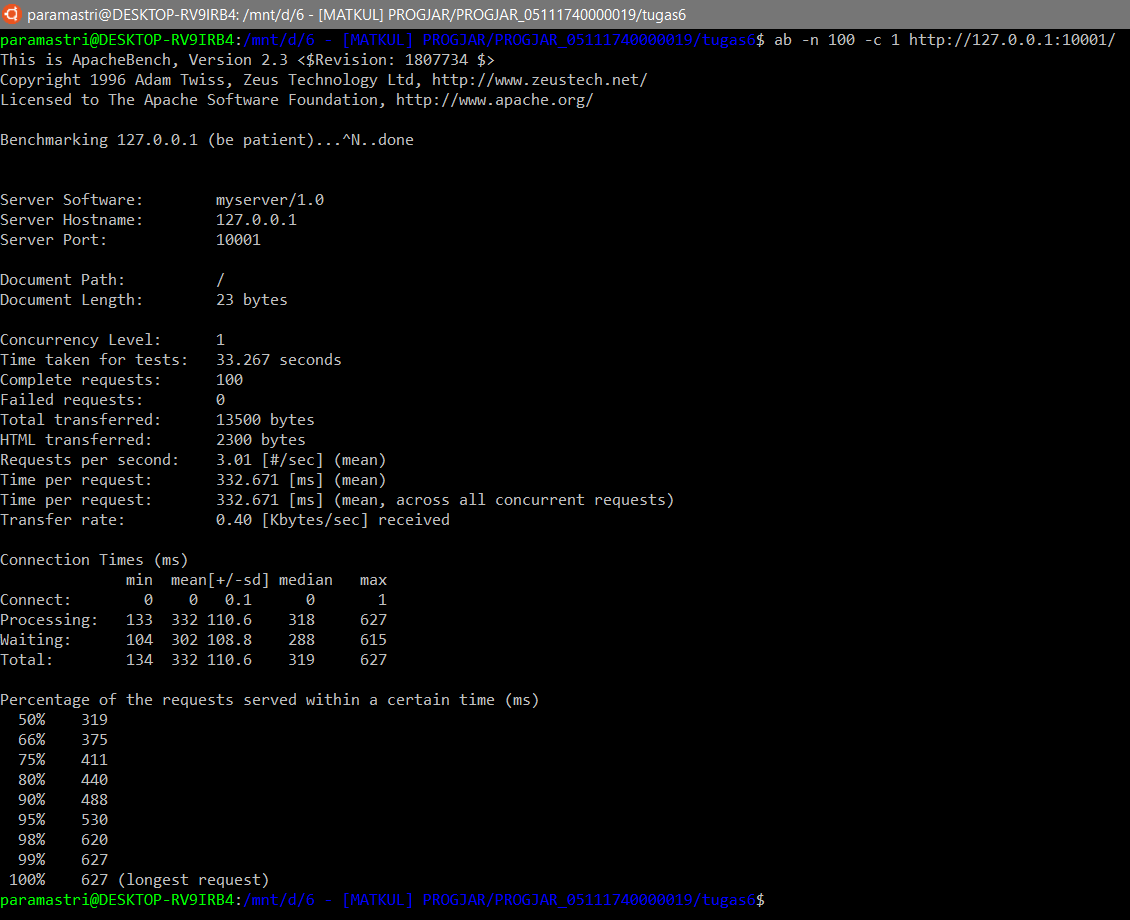 paramastri@DESKTOP-RV9IRB4: /mnt/d/6 - [MATKUL] PROGJAR/PROGJAR_05111740000019/tugas6
paramastri@DESKTOP-RV9IRB4:/mnt/d/6 - [MATKUL] PROGJAR/PROGJAR_05111740000019/tugas6$ ab -n 100 -c 1 http://127.0.0.1:10001/
This is ApacheBench, Version 2.3 <$Revision: 1807734 $>
Copyright 1996 Adam Twiss, Zeus Technology Ltd, http://www.zeustech.net/
Licensed to The Apache Software Foundation, http://www.apache.org/

Benchmarking 127.0.0.1 (be patient)...^N..done


Server Software:        myserver/1.0
Server Hostname:        127.0.0.1
Server Port:            10001

Document Path:          /
Document Length:        23 bytes

Concurrency Level:      1
Time taken for tests:   33.267 seconds
Complete requests:      100
Failed requests:        0
Total transferred:      13500 bytes
HTML transferred:       2300 bytes
Requests per second:    3.01 [#/sec] (mean)
Time per request:       332.671 [ms] (mean)
Time per request:       332.671 [ms] (mean, across all concurrent requests)
Transfer rate:          0.40 [Kbytes/sec] received

Connection Times (ms)
              min  mean[+/-sd] median   max
Connect:        0    0   0.1      0       1
Processing:   133  332 110.6    318     627
Waiting:      104  302 108.8    288     615
Total:        134  332 110.6    319     627

Percentage of the requests served within a certain time (ms)
  50%    319
  66%    375
  75%    411
  80%    440
  90%    488
  95%    530
  98%    620
  99%    627
 100%    627 (longest request)
paramastri@DESKTOP-RV9IRB4:/mnt/d/6 - [MATKUL] PROGJAR/PROGJAR_05111740000019/tugas6$